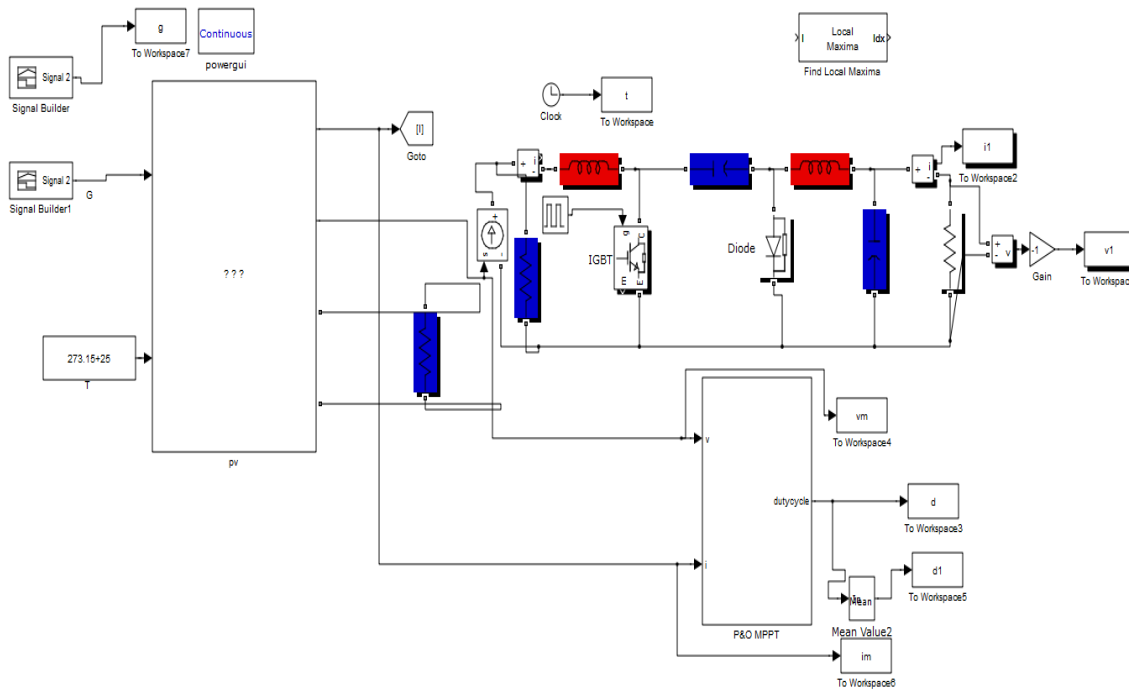 g
To Workspace7
Continuous
powergui
Signal 2
Signal Builder
Signal 2
Signal Builder1
G
273.15+25
T
? ? ?
pv
[I]
Goto
Clock
t
To Workspace
I
Local
Maxima
Idx
Find Local Maxima
+
-
i
+
s
-
IGBT
g
C
E
E
Diode
+
-
i
i1
To Workspace2
+
-
v
-1
Gain
v1
To Workspac
v
i
dutycycle
P&O MPPT
vm
To Workspace4
d
To Workspace3
d1
To Workspace5
Mean
Mean Value2
im
To Workspace6